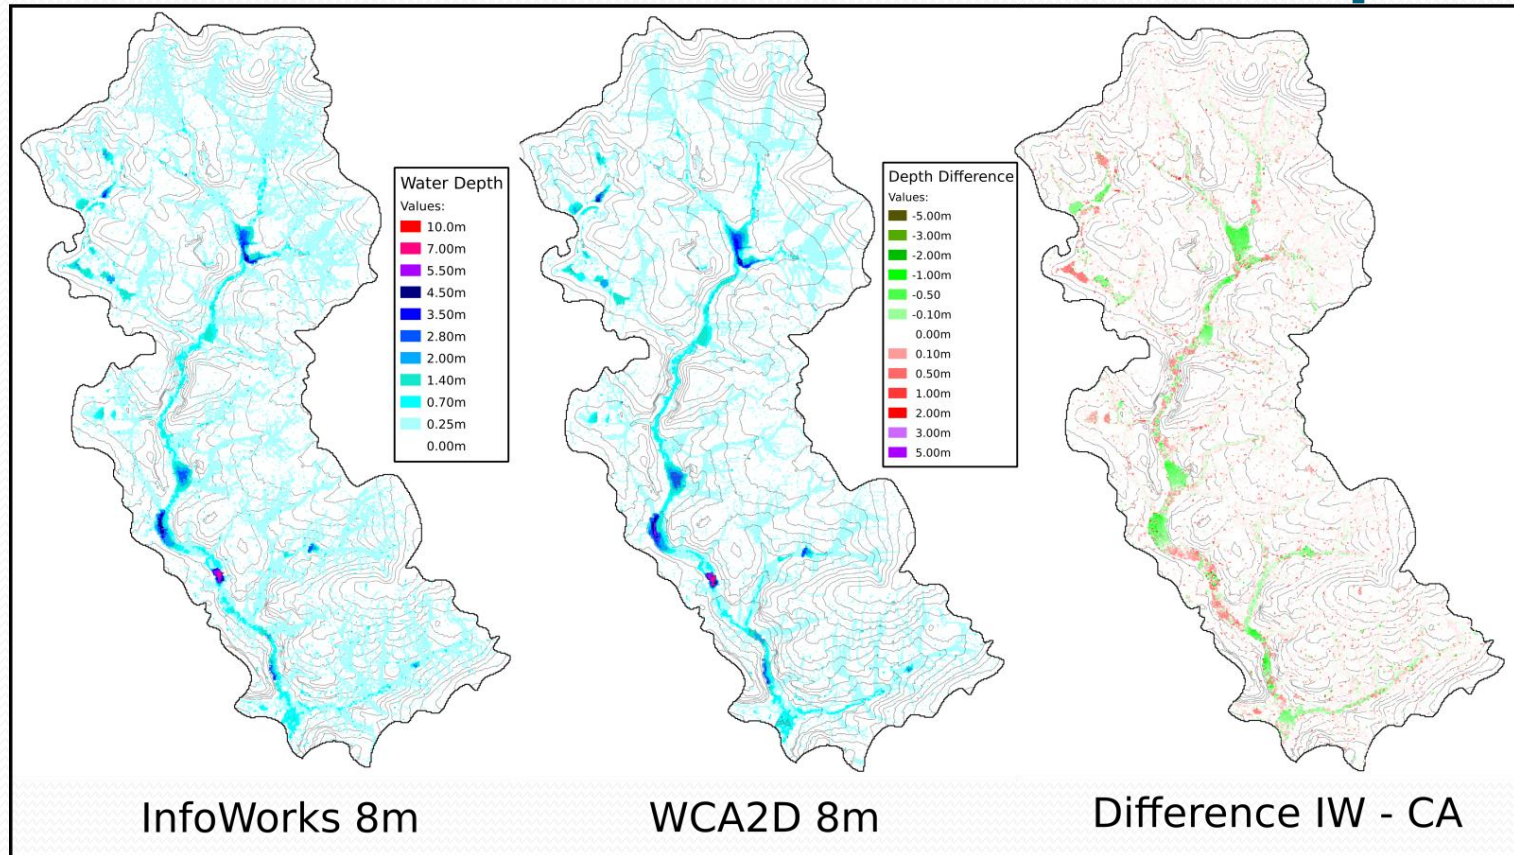 Water Depth
Values:
10.0m
7.00m
5.50m
4.50m
3.50m
2.80m
2.00m
1.40m
0.70m
0.25m
0.00m
Depth Difference
Values:
-5.00m
-3.00m
-2.00m
-1.00m
-0.50
-0.10m
0.00m
0.10m
0.50m
1.00m
2.00m
3.00m
5.00m
InfoWorks 8m
WCA2D 8m
Difference IW - CA